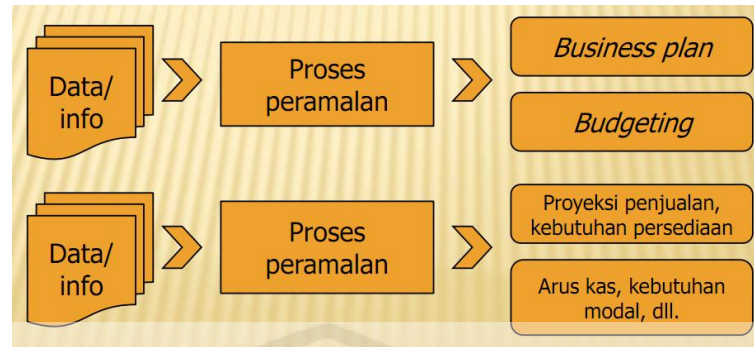 Data/
info
Proses
peramalan
Business plan
Budgeting
Data/
info
Proses
peramalan
Proyeksi penjualan,
kebutuhan persediaan
Arus kas, kebutuhan
modal, dll.